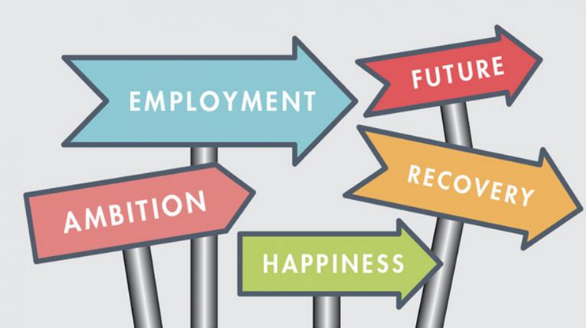 EMPLOYMENT
FUTURE
RECOVERY
AMBITION
HAPPINESS